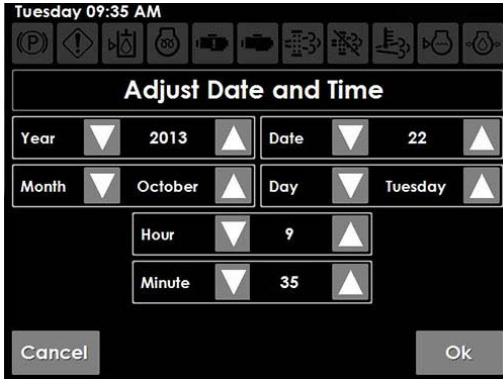 Tuesday 09:35 AM
(P)
Adjust Date and Time
Year 2013 Date 22
Month October Day Tuesday
Hour 9
Minute 35
Cancel Ok